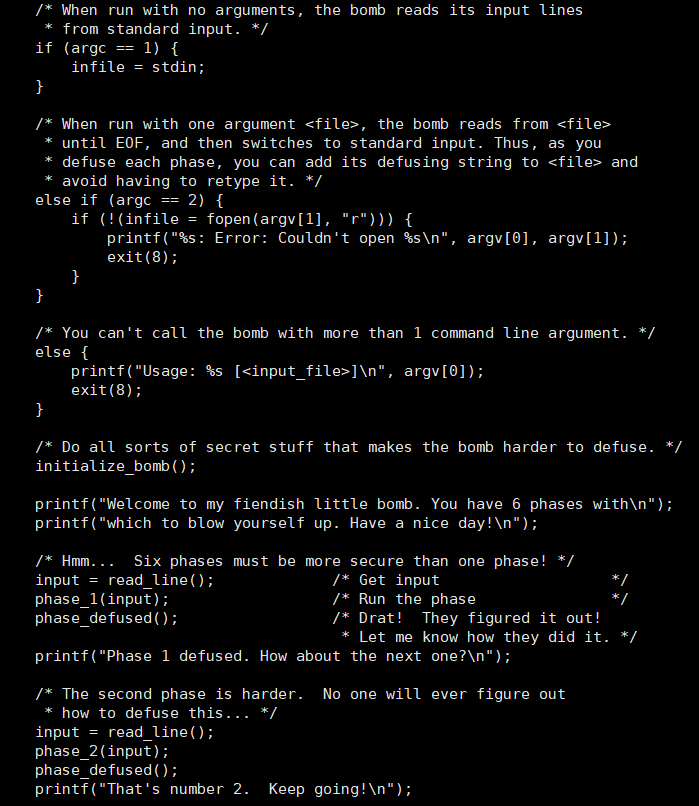 /* When run with no arguments, the bomb reads its input lines
 * from standard input. */
if (argc == 1) {
    infile = stdin;
}

/* When run with one argument <file>, the bomb reads from <file>
 * until EOF, and then switches to standard input. Thus, as you
 * defuse each phase, you can add its defusing string to <file> and
 * avoid having to retype it. */
else if (argc == 2) {
    if (!(infile = fopen(argv[1], "r"))) {
        printf("%s: Error: Couldn't open %s\n", argv[0], argv[1]);
        exit(8);
    }
}

/* You can't call the bomb with more than 1 command line argument. */
else {
    printf("Usage: %s [<input_file>]\n", argv[0]);
    exit(8);
}

/* Do all sorts of secret stuff that makes the bomb harder to defuse. */
initialize_bomb();

printf("Welcome to my fiendish little bomb. You have 6 phases with\n");
printf("which to blow yourself up. Have a nice day!\n");

/* Hmm...  Six phases must be more secure than one phase! */
input = read_line();             /* Get input                   */
phase_1(input);                  /* Run the phase               */
phase_defused();                 /* Drat!  They figured it out!
                                  * Let me know how they did it. */
printf("Phase 1 defused. How about the next one?\n");

/* The second phase is harder.  No one will ever figure out
 * how to defuse this... */
input = read_line();
phase_2(input);
phase_defused();
printf("That's number 2.  Keep going!\n");